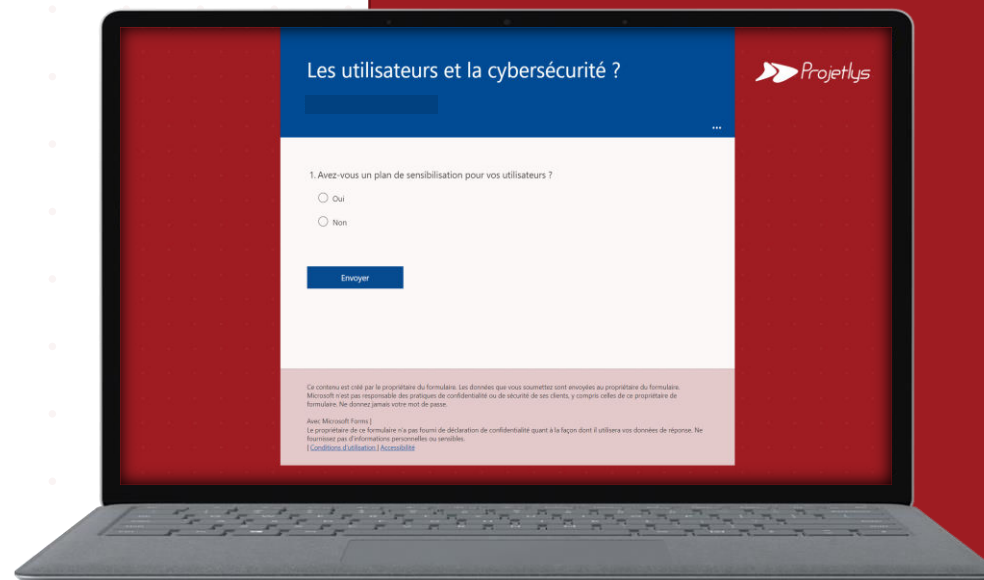 Les utilisateurs et la cybersécurité ?
Projetlys
...
1. Avez-vous un plan de sensibilisation pour vos utilisateurs ?
Oui
Non
Envoyer
Ce contenu est créé par le propriétaire du formulaire. Les données que vous soumettez sont envoyées au propriétaire du formulaire.
Microsoft n'est pas responsable des pratiques de confidentialité ou de sécurité de ses clients, y compris celles de ce propriétaire de
formulaire. Ne donnez jamais votre mot de passe.
Avec Microsoft Forms |
Le propriétaire de ce formulaire n'a pas fourni de déclaration de confidentialité quant à la façon dont il utilisera vos données de réponse. Ne
fournissez pas d'informations personnelles ou sensibles.
| Conditions d'utilisation | Accessibilité